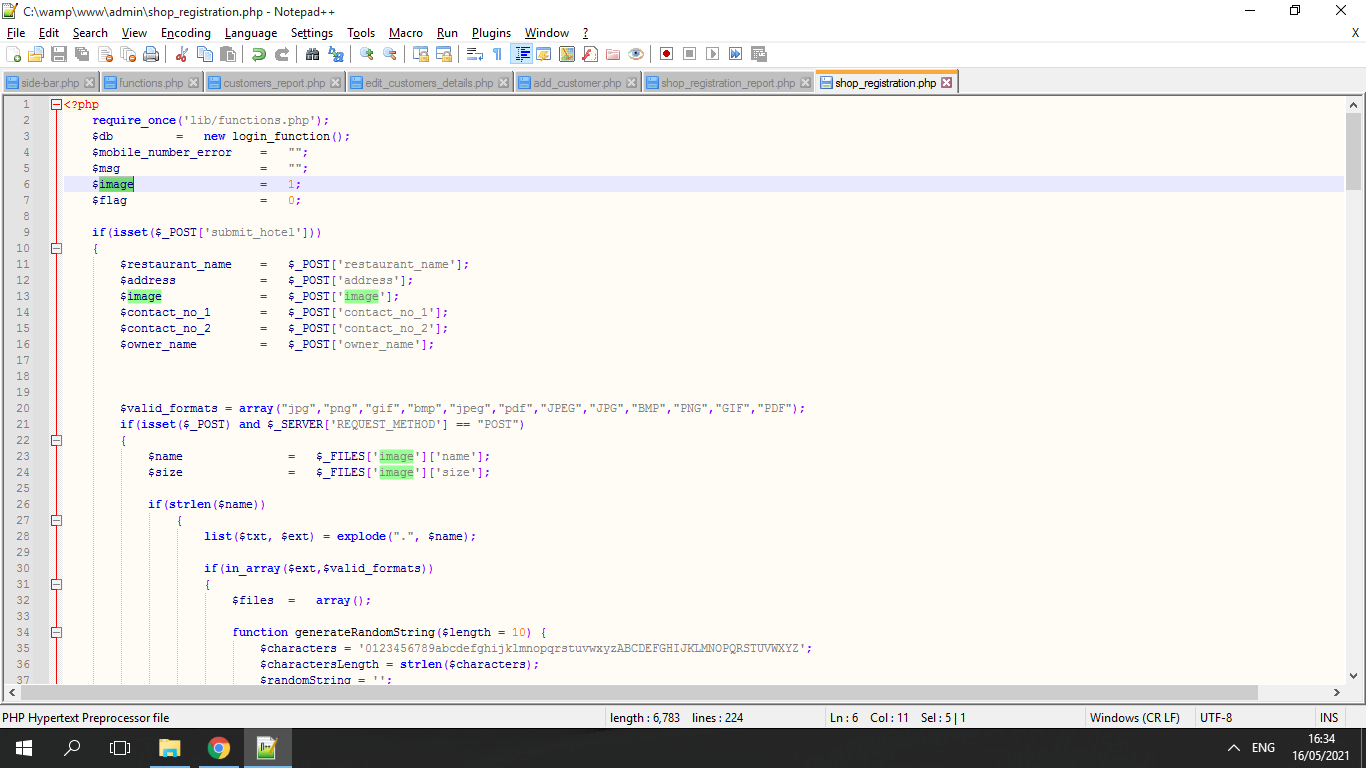 C:\wamp\www\admin\shop_registration.php - Notepad++
File Edit Search View Encoding Language Settings Tools Macro Run Plugins Window ? X
side-bar.php functions.php customers_report.php edit_customers_details.php add_customer.php shop_registration_report.php shop_registration.php
1 <?php
2 require_once('lib/functions.php');
3 $db = new login_function();
4 $mobile_number_error = "";
5 $msg = "";
6 $image = 1;
7 $flag = 0;
8
9 if(isset($_POST['submit_hotel']))
10 {
11 $restaurant_name = $_POST['restaurant_name'];
12 $address = $_POST['address'];
13 $image = $_POST['image'];
14 $contact_no_1 = $_POST['contact_no_1'];
15 $contact_no_2 = $_POST['contact_no_2'];
16 $owner_name = $_POST['owner_name'];
17
18
19
20 $valid_formats = array("jpg","png","gif","bmp","jpeg","pdf","JPEG","JPG","BMP","PNG","GIF","PDF");
21 if(isset($_POST) and $_SERVER['REQUEST_METHOD'] == "POST")
22 {
23 $name = $_FILES['image']['name'];
24 $size = $_FILES['image']['size'];
25
26 if(strlen($name))
27 {
28 list($txt, $ext) = explode(".", $name);
29
30 if(in_array($ext,$valid_formats))
31 {
32 $files = array();
33
34 function generateRandomString($length = 10) {
35 $characters = '0123456789abcdefghijklmnopqrstuvwxyzABCDEFGHIJKLMNOPQRSTUVWXYZ';
36 $charactersLength = strlen($characters);
37 $randomString = '';
PHP Hypertext Preprocessor file length : 6,783 lines : 224 Ln : 6 Col : 11 Sel : 5 | 1 Windows (CR LF) UTF-8 INS
ENG
16:34
16/05/2021